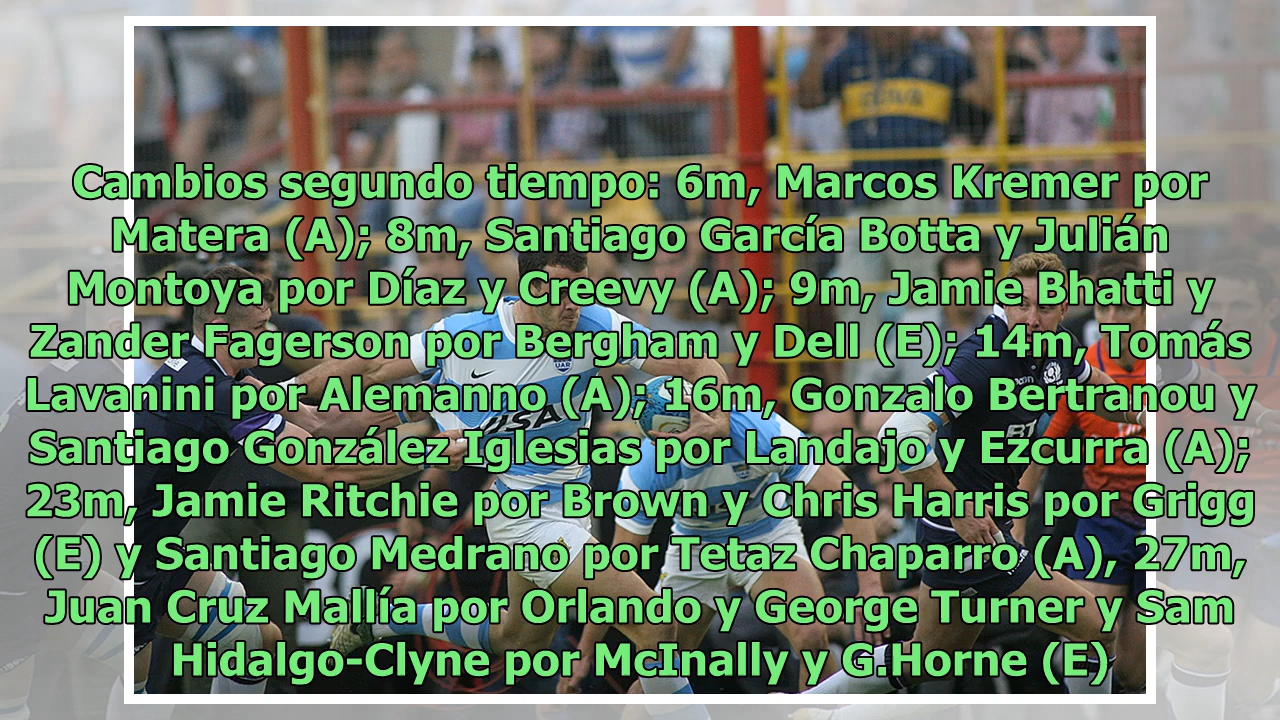 Cambios segundo tiempo: 6m, Marcos Kremer por
Matera (A); 8m, Santiago García Botta y Julián
Montoya por Díaz y Creevy (A); 9m, Jamie Bhatti y
Zander Fagerson por Bergham y Dell (E); 14m, Tomás
Lavanini por Alemanno (A); 16m, Gonzalo Bertranou y
Santiago González Iglesias por Landajo y Ezcurra (A);
23m, Jamie Ritchie por Brown y Chris Harris por Grigg
(E) y Santiago Medrano por Tetaz Chaparro (A), 27m,
Juan Cruz Mallía por Orlando y George Turner y Sam
Hidalgo-Clyne por McInally y G.Horne (E)
UAR
VISA
BT